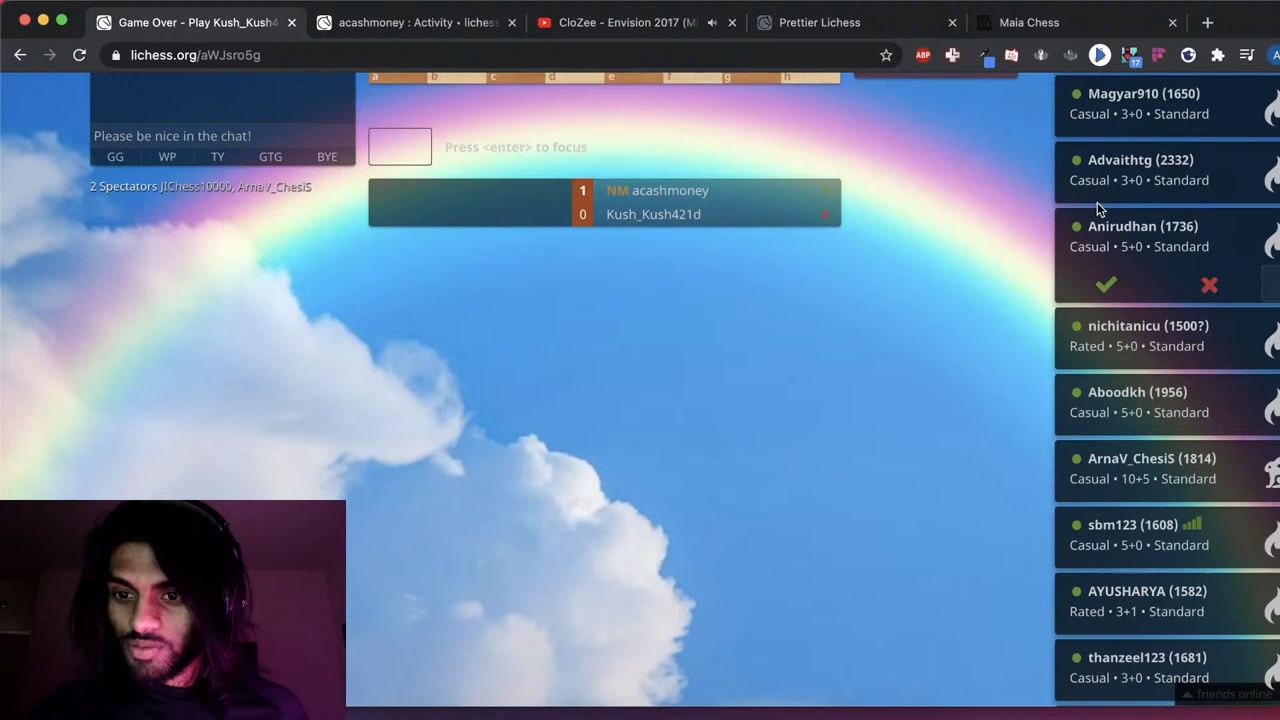 Game Over - Play Kush_Kush4
acashmoney : Activity • lichess
CloZee - Envision 2017 (Mi
Prettier Lichess
Maia Chess
lichess.org/aWJsro5g
ABP
17
a b c d e f g h
Please be nice in the chat!
GG WP TY GTG BYE
2 Spectators JIChess10000, ArnaV_ChesiS
Press <enter> to focus
1 NM acashmoney
0 Kush_Kush421d
Magyar910 (1650)
Casual • 3+0 • Standard
Advaithtg (2332)
Casual • 3+0 • Standard
Anirudhan (1736)
Casual • 5+0 • Standard
nichitanicu (1500?)
Rated • 5+0 • Standard
Aboodkh (1956)
Casual • 5+0 • Standard
ArnaV_ChesiS (1814)
Casual • 10+5 • Standard
sbm123 (1608)
Casual • 5+0 • Standard
AYUSHARYA (1582)
Rated • 3+1 • Standard
thanzeel123 (1681)
Casual • 3+0 • Standard
friends online